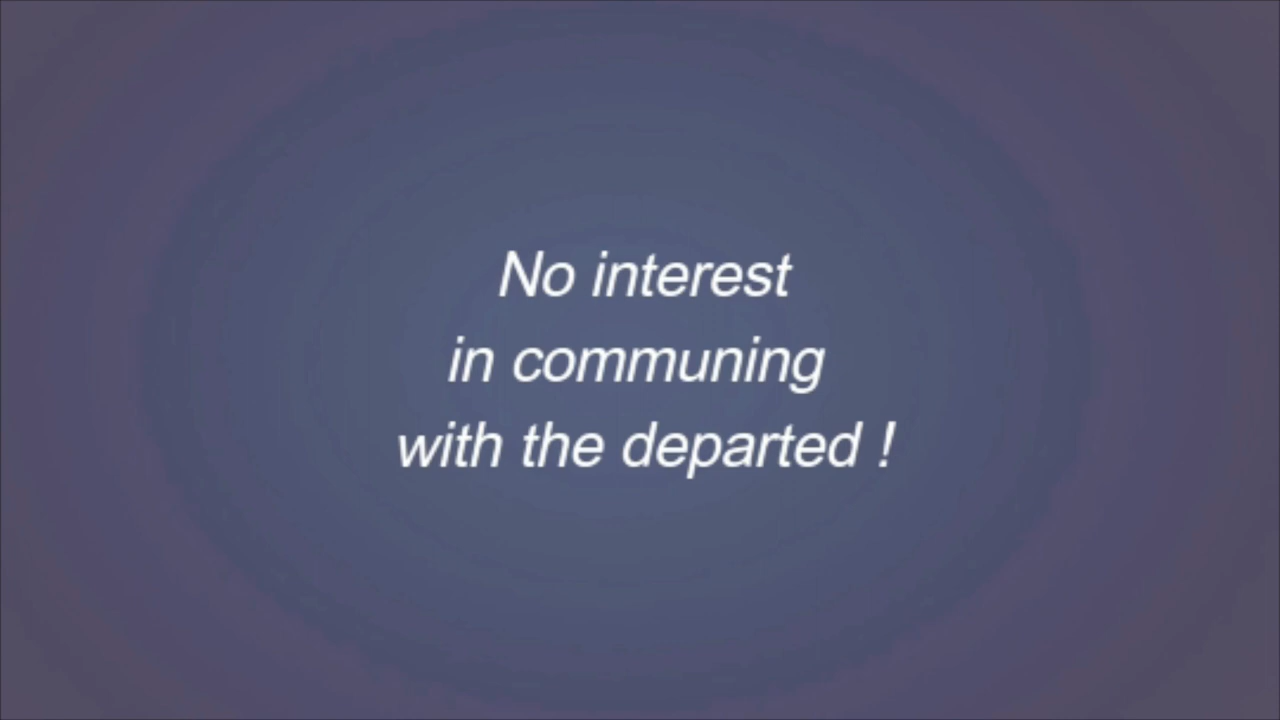 No interest
in communing
with the departed !